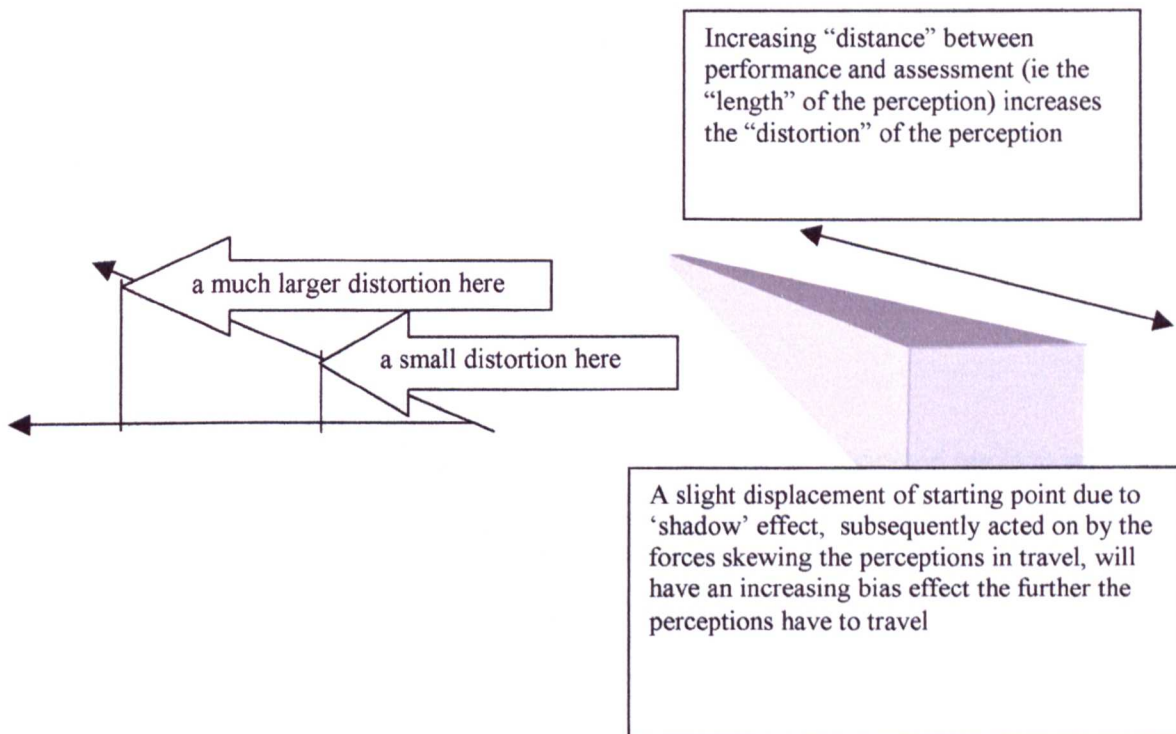 Increasing “distance” between
performance and assessment (ie the
“length” of the perception) increases
the “distortion” of the perception
a much larger distortion here
a small distortion here
A slight displacement of starting point due to
‘shadow’ effect, subsequently acted on by the
forces skewing the perceptions in travel, will
have an increasing bias effect the further the
perceptions have to travel